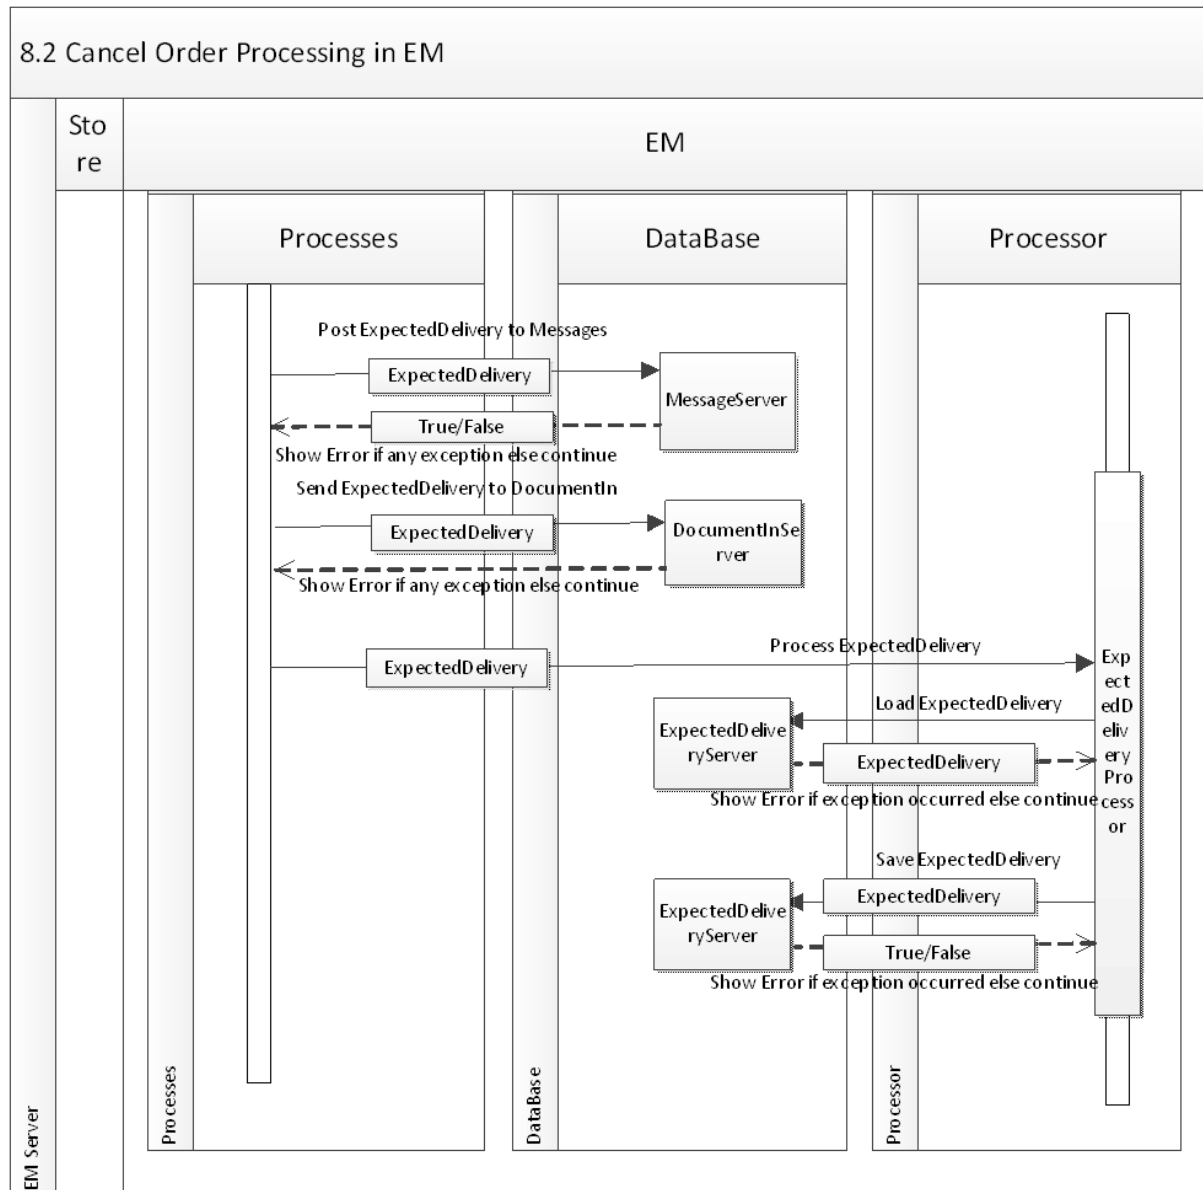 8.2 Cancel Order Processing in EM
Sto
re
EM
Processes
DataBase
Processor
Post ExpectedDelivery to Messages
ExpectedDelivery
MessageServer
True/False
Show Error if any exception else continue
Send ExpectedDelivery to DocumentIn
ExpectedDelivery
DocumentInSe
rver
Show Error if any exception else continue
Process ExpectedDelivery
ExpectedDelivery
Exp
ect
edD
eliv
ery
Pro
cess
or
Load ExpectedDelivery
ExpectedDelive
ryServer
ExpectedDelivery
Show Error if exception occurred else continue
Save ExpectedDelivery
ExpectedDelivery
ExpectedDelive
ryServer
True/False
Show Error if exception occurred else continue
Processes
DataBase
Processor
EM Server